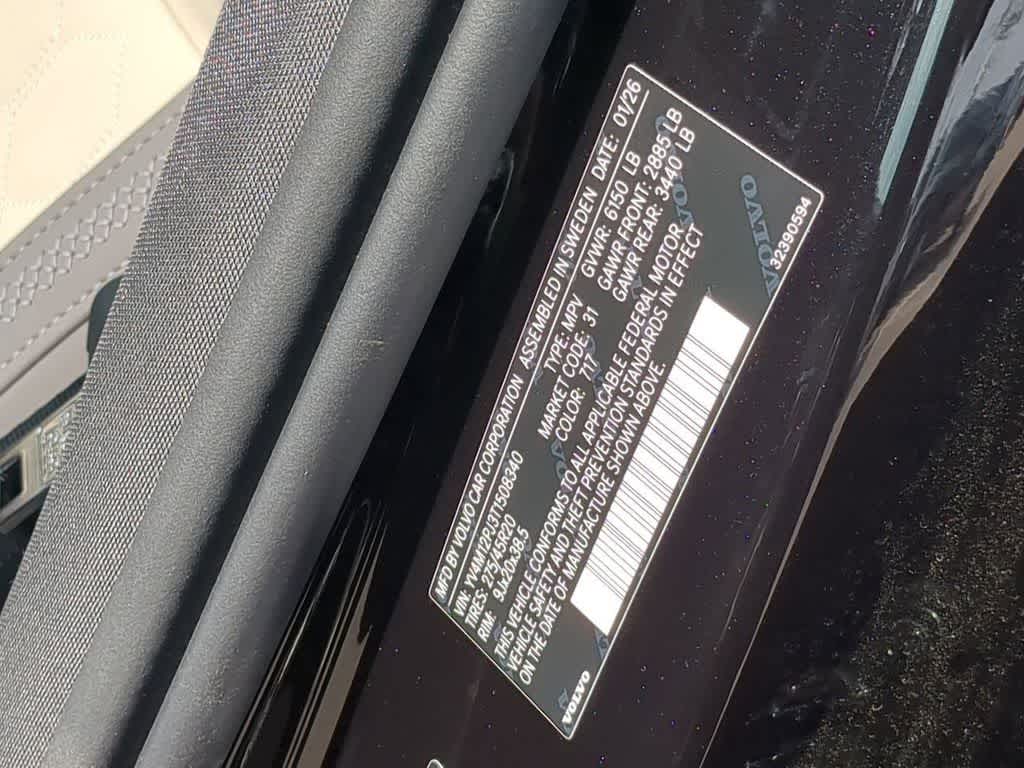 MFD BY VOLVO CAR CORPORATION ASSEMBLED IN SWEDEN DATE: 01/26
VIN: YV4M12PJ3T1508340 TYPE: MPV GVWR: 6150 LB
TIRES: 275/45R20 MARKET CODE: 31 GAWR FRONT: 2885 LB
RIM: 9Jx20x38,5 COLOR: 717 GAWR REAR: 3440 LB
THIS VEHICLE CONFORMS TO ALL APPLICABLE FEDERAL MOTOR
VEHICLE SAFETY AND THEFT PREVENTION STANDARDS IN EFFECT
ON THE DATE OF MANUFACTURE SHOWN ABOVE.
VOLVO
VOLVO 32390594